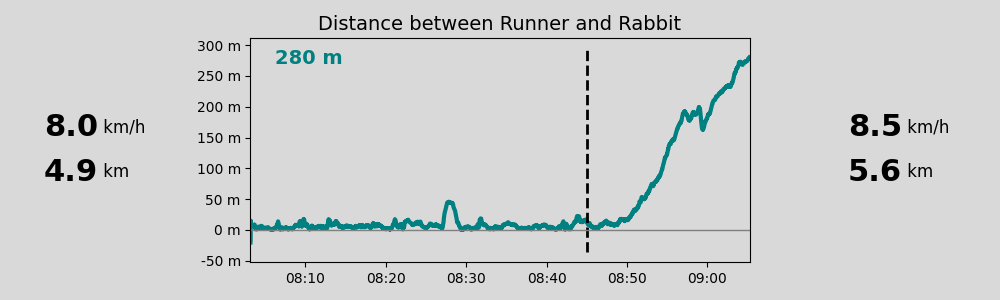 Distance between Runner and Rabbit
280 m
300 m
250 m
200 m
150 m
100 m
50 m
0 m
-50 m
08:10 08:20 08:30 08:40 08:50 09:00
8.0 km/h
4.9 km
8.5 km/h
5.6 km